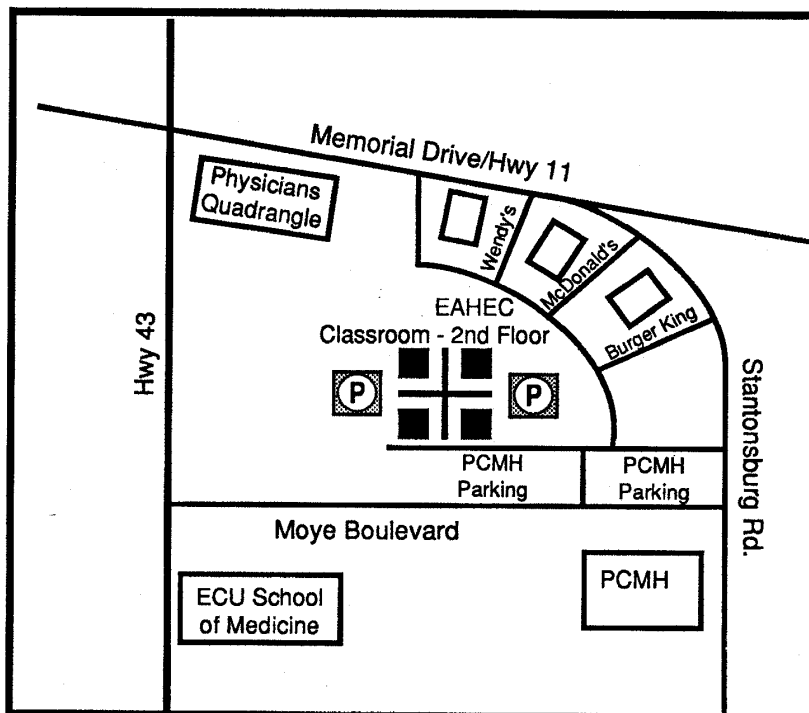 Memorial Drive/Hwy 11
Physicians
Quadrangle
Wendy's
McDonald's
Burger King
EAHEC
Classroom - 2nd Floor
Hwy 43
P
P
Stantonsburg Rd.
PCMH
Parking
PCMH
Parking
Moye Boulevard
ECU School
of Medicine
PCMH